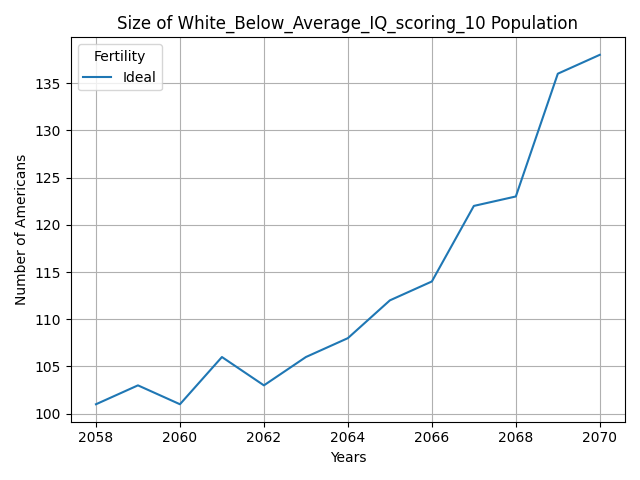 Size of White_Below_Average_IQ_scoring_10 Population
Fertility
Ideal
Number of Americans
135
130
125
120
115
110
105
100
2058 2060 2062 2064 2066 2068 2070
Years